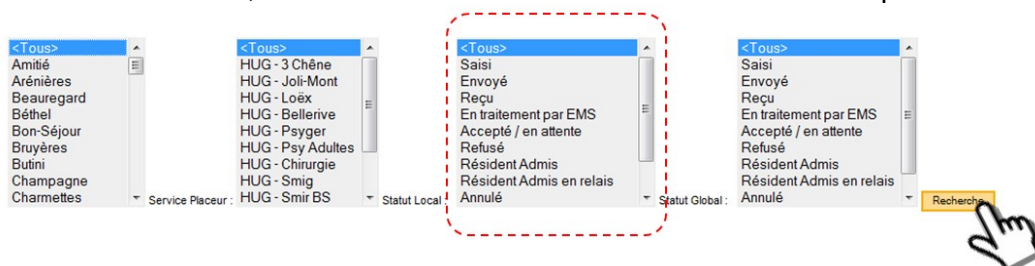 <Tous>
Amitié
Arénières
Beauregard
Béthel
Bon-Séjour
Bruyères
Butini
Champagne
Charmettes
Service Placeur :
<Tous>
HUG - 3 Chêne
HUG - Joli-Mont
HUG - Loëx
HUG - Bellerive
HUG - Psyger
HUG - Psy Adultes
HUG - Chirurgie
HUG - Smig
HUG - Smir BS
Statut Local :
<Tous>
Saisi
Envoyé
Reçu
En traitement par EMS
Accepté / en attente
Refusé
Résident Admis
Résident Admis en relais
Annulé
Statut Global :
<Tous>
Saisi
Envoyé
Reçu
En traitement par EMS
Accepté / en attente
Refusé
Résident Admis
Résident Admis en relais
Annulé
Recherche